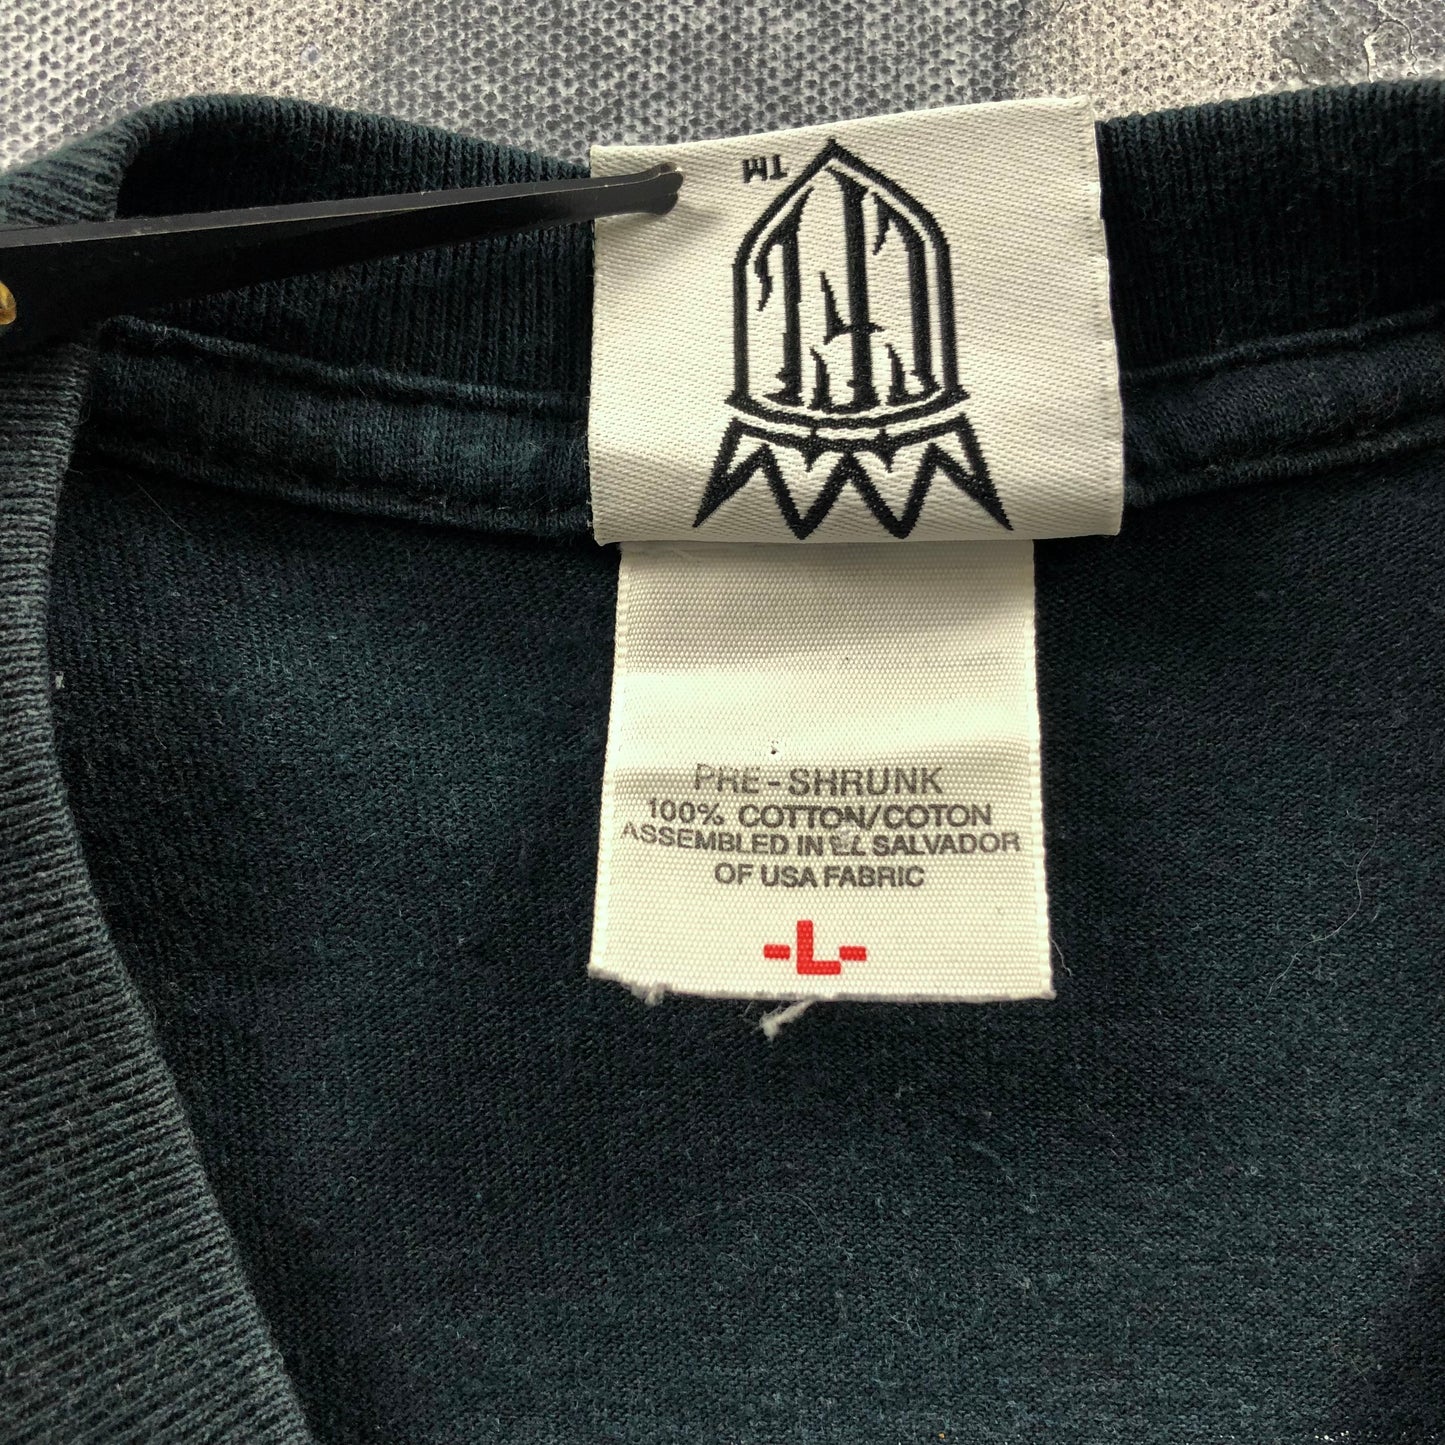 TM
PRE-SHRUNK
100% COTTON/COTON
ASSEMBLED IN EL SALVADOR
OF USA FABRIC
-L-